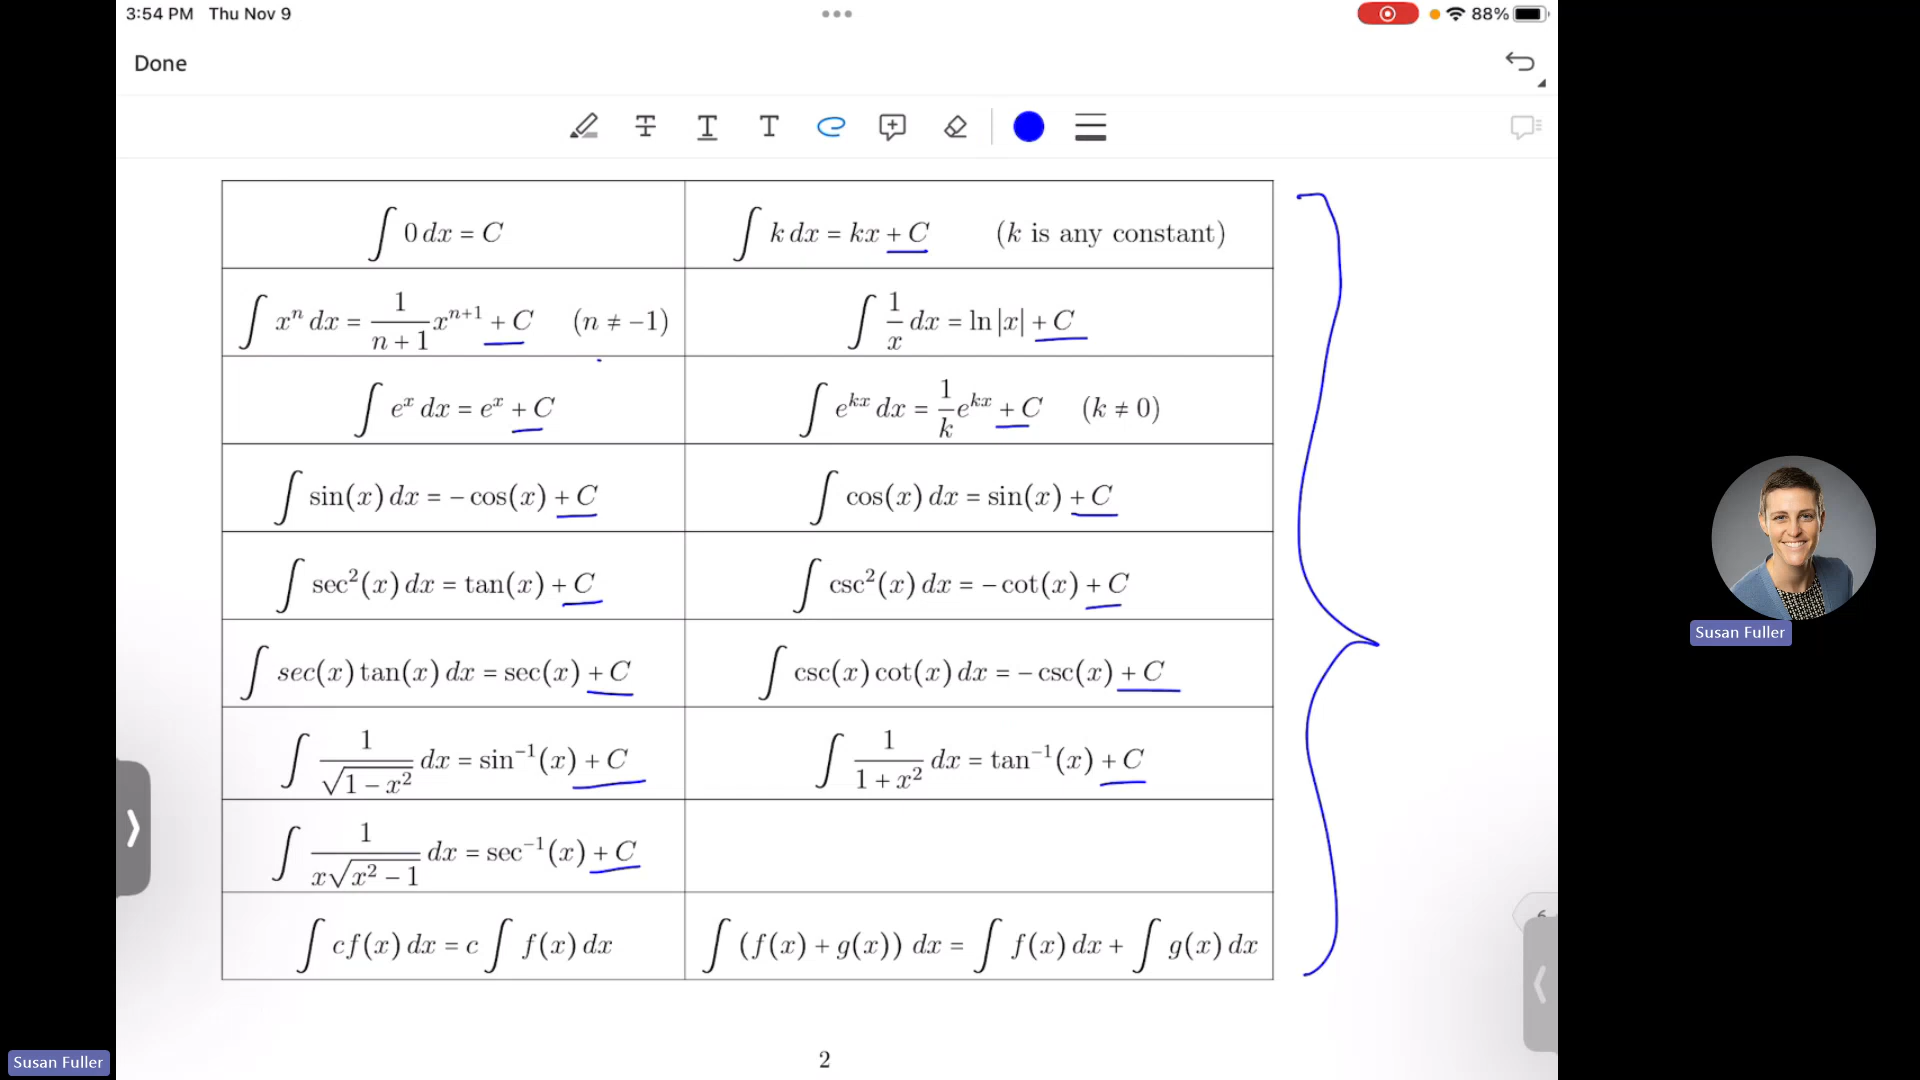 3:54 PM Thu Nov 9
88%
Done
∫ 0 dx = C
∫ k dx = kx + C (k is any constant)
∫ xⁿ dx = 1/(n + 1) xⁿ⁺¹ + C (n ≠ −1)
∫ 1/x dx = ln |x| + C
∫ eˣ dx = eˣ + C
∫ e^{kx} dx = 1/k e^{kx} + C (k ≠ 0)
∫ sin(x) dx = − cos(x) + C
∫ cos(x) dx = sin(x) + C
∫ sec²(x) dx = tan(x) + C
∫ csc²(x) dx = − cot(x) + C
∫ sec(x) tan(x) dx = sec(x) + C
∫ csc(x) cot(x) dx = − csc(x) + C
∫ 1/√(1 − x²) dx = sin⁻¹(x) + C
∫ 1/(1 + x²) dx = tan⁻¹(x) + C
∫ 1/(x√(x² − 1)) dx = sec⁻¹(x) + C
∫ cf(x) dx = c ∫ f(x) dx
∫ (f(x) + g(x)) dx = ∫ f(x) dx + ∫ g(x) dx
2
Susan Fuller
Susan Fuller